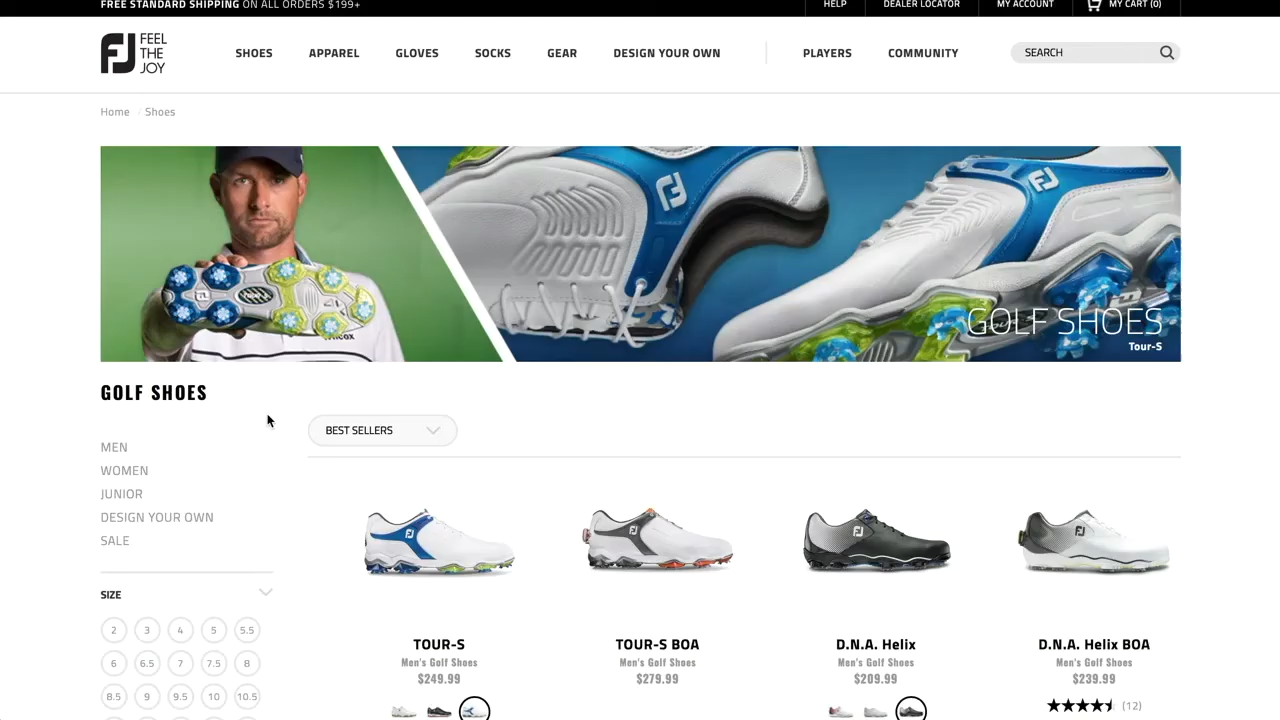 FREE STANDARD SHIPPING ON ALL ORDERS $199+
HELP
DEALER LOCATOR
MY ACCOUNT
MY CART (0)
FJ FEEL
THE
JOY
SHOES
APPAREL
GLOVES
SOCKS
GEAR
DESIGN YOUR OWN
PLAYERS
COMMUNITY
SEARCH
Home
Shoes
GOLF SHOES
Tour-S
GOLF SHOES
MEN
WOMEN
JUNIOR
DESIGN YOUR OWN
SALE
SIZE
2 3 4 5 5.5
6 6.5 7 7.5 8
8.5 9 9.5 10 10.5
BEST SELLERS
TOUR-S
Men's Golf Shoes
$249.99
TOUR-S BOA
Men's Golf Shoes
$279.99
D.N.A. Helix
Men's Golf Shoes
$209.99
D.N.A. Helix BOA
Men's Golf Shoes
$239.99
(12)